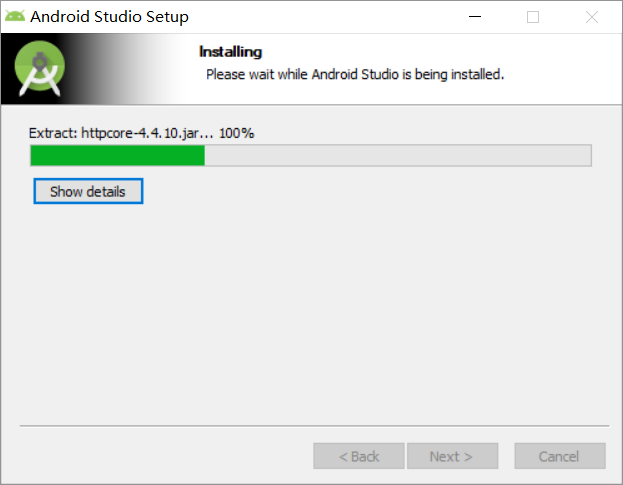 Android Studio Setup
Installing
Please wait while Android Studio is being installed.
Extract: httpcore-4.4.10.jar... 100%
Show details
< Back
Next >
Cancel